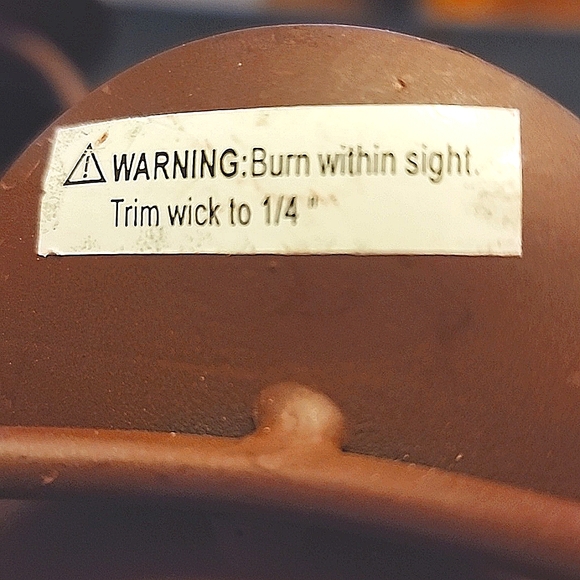 WARNING:Burn within sight.
Trim wick to 1/4 "